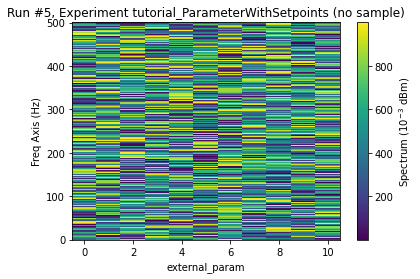 Run #5, Experiment tutorial_ParameterWithSetpoints (no sample)
500
400
300
200
100
0
Freq Axis (Hz)
0 2 4 6 8 10
external_param
800
600
400
200
Spectrum (10⁻³ dBm)